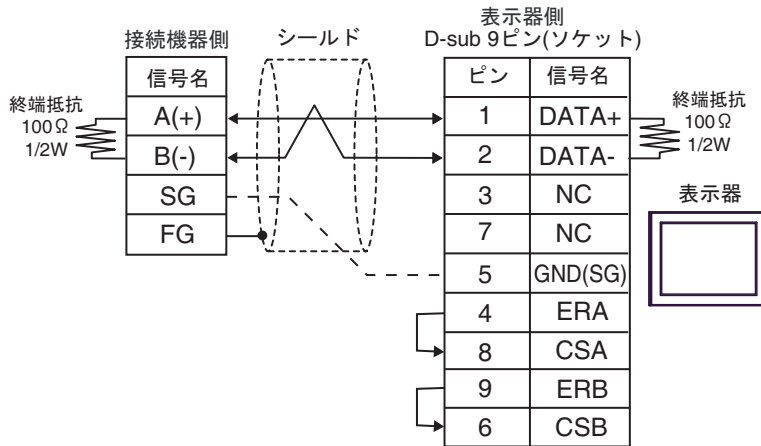 表示器側
接続機器側
シールド
D-sub 9ピン(ソケット)
信号名
ピン 信号名
終端抵抗
100Ω
1/2W
A(+)
B(-)
SG
FG
1 DATA+
2 DATA-
3 NC
7 NC
5 GND(SG)
4 ERA
8 CSA
9 ERB
6 CSB
終端抵抗
100Ω
1/2W
表示器